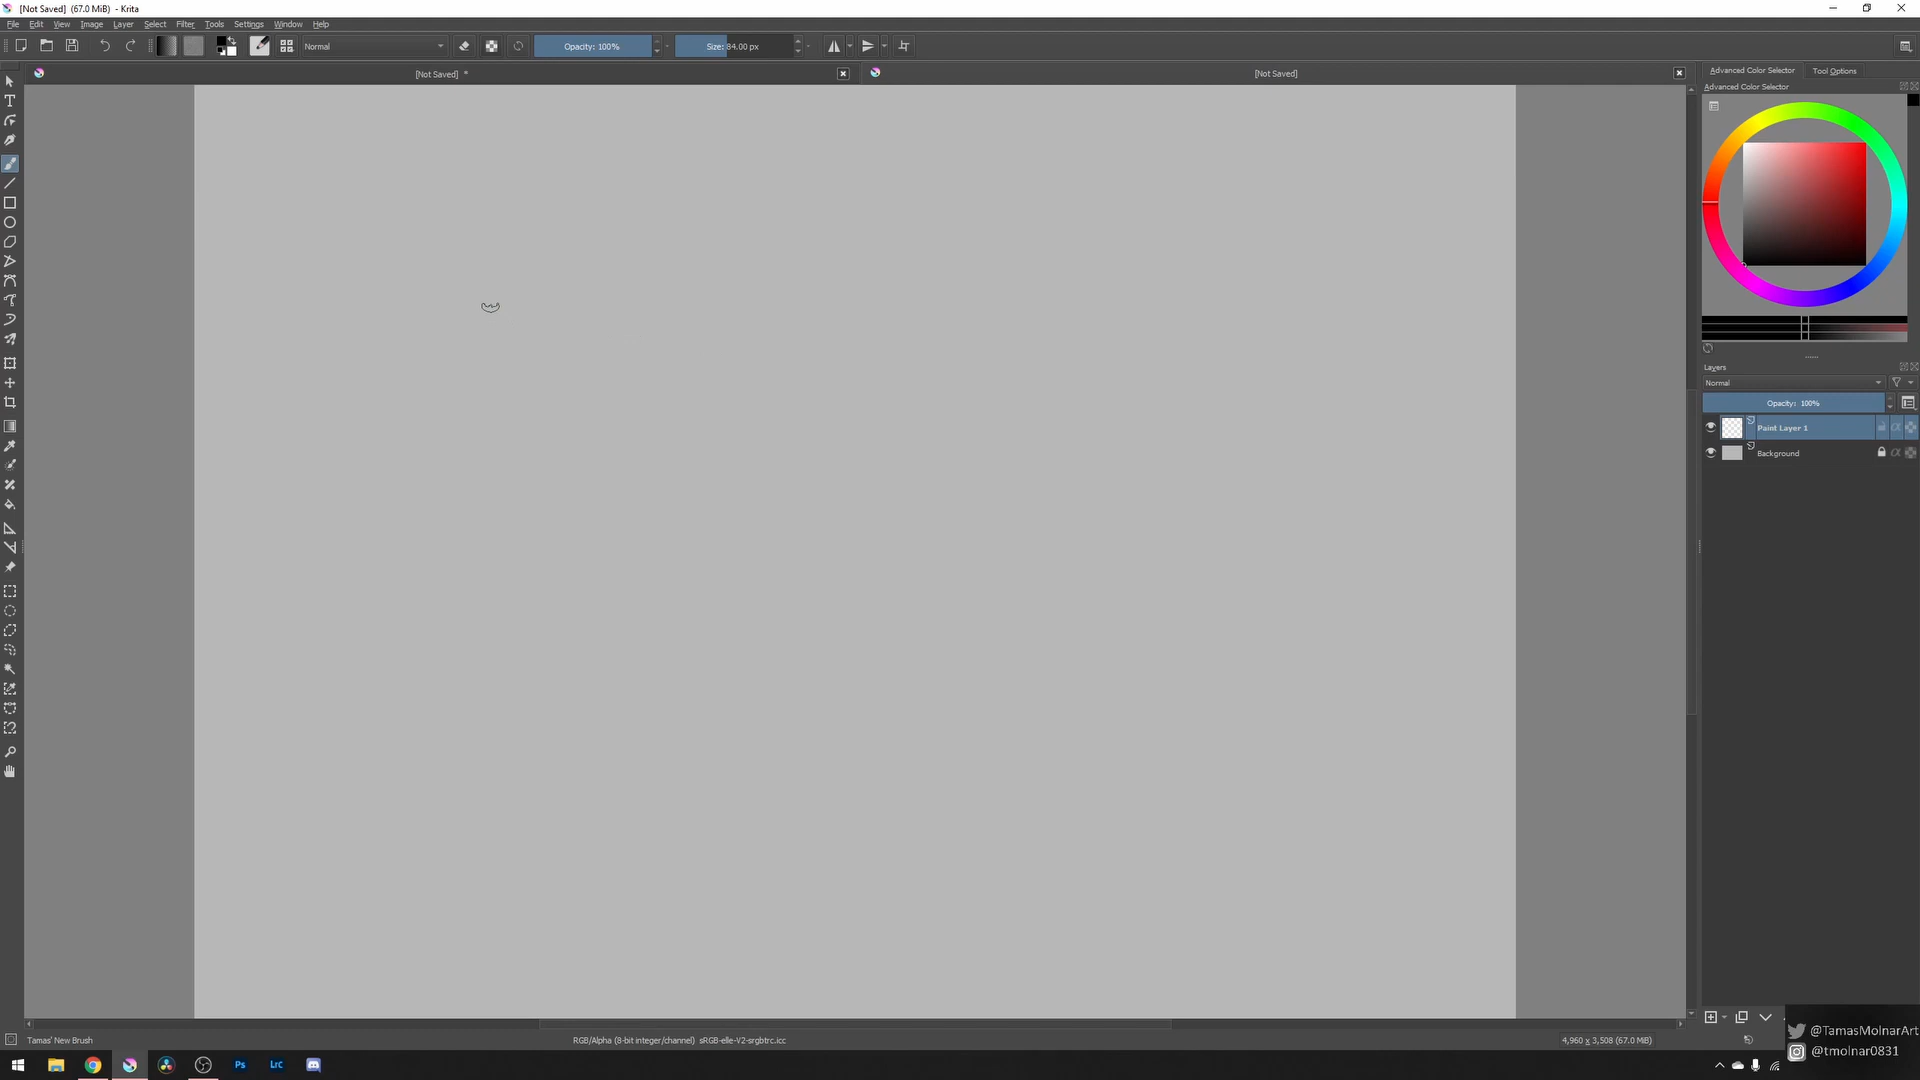 [Not Saved] (67.0 MiB) - Krita
File Edit View Image Layer Select Filter Tools Settings Window Help
Normal
Opacity: 100%
Size: 84.00 px
[Not Saved] *
[Not Saved]
Advanced Color Selector
Tool Options
Advanced Color Selector
Layers
Normal
Opacity: 100%
Paint Layer 1
Background
Tamas' New Brush
RGB/Alpha (8-bit integer/channel) sRGB-elle-V2-srgbtrc.icc
4,960 x 3,508 (67.0 MiB)
@TamasMolnarArt
@tmolnar0831
Ps
LrC